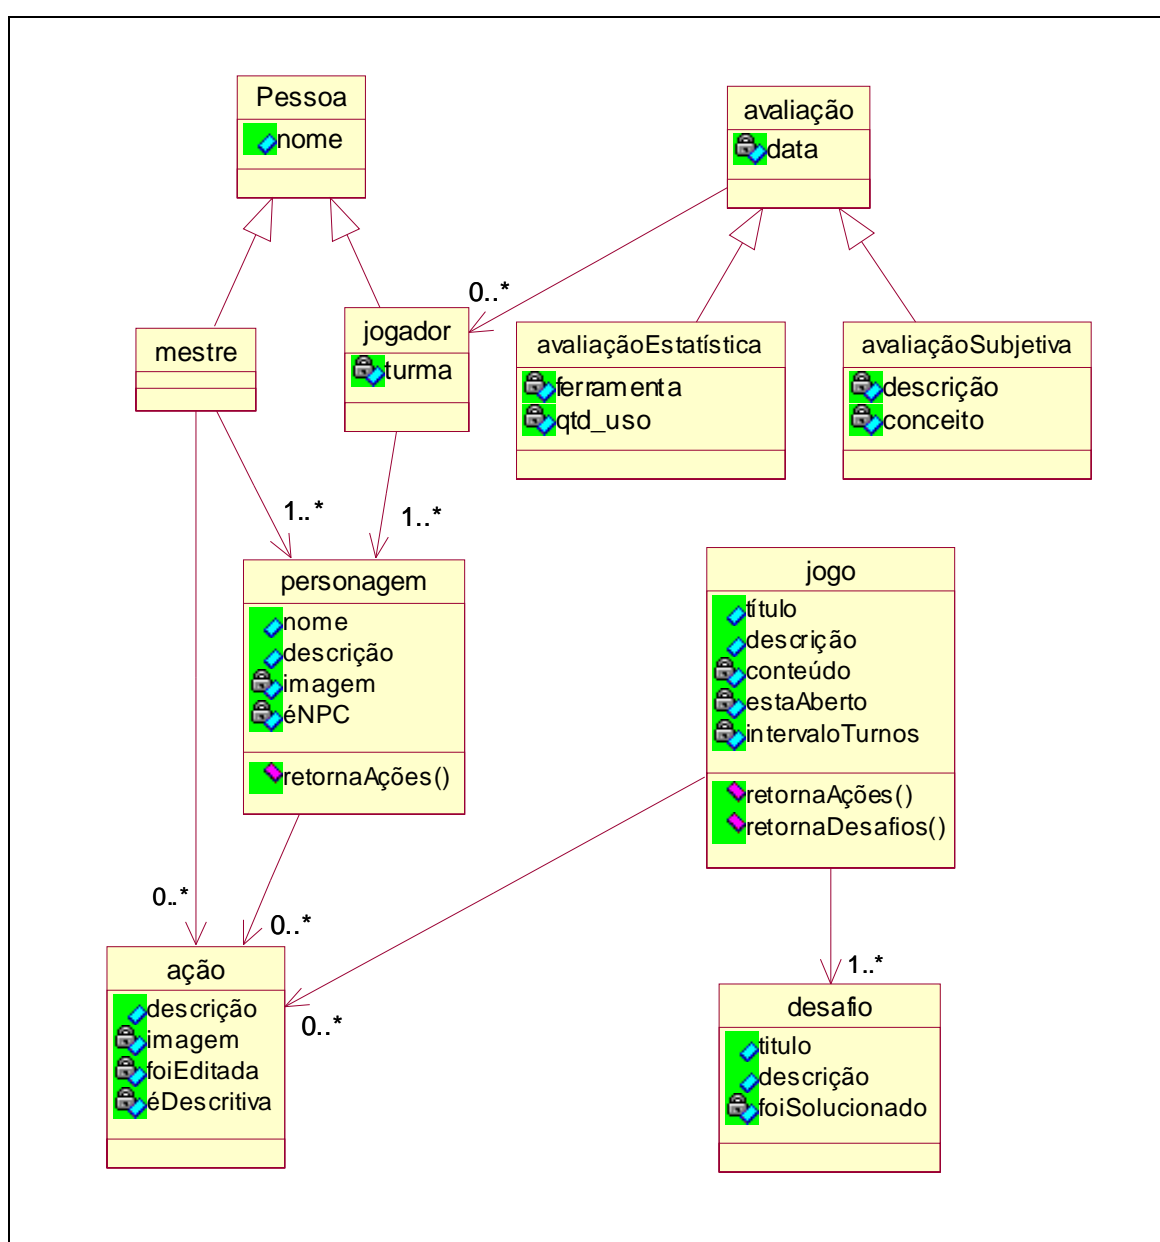 Pessoa
nome
avaliação
data
0..*
mestre
jogador
turma
avaliaçãoEstatística
ferramenta
qtd_uso
avaliaçãoSubjetiva
descrição
conceito
1..*
1..*
personagem
nome
descrição
imagem
éNPC
retornaAções()
jogo
título
descrição
conteúdo
estaAberto
intervaloTurnos
retornaAções()
retornaDesafios()
0..*
0..*
0..*
1..*
ação
descrição
imagem
foiEditada
éDescritiva
desafio
titulo
descrição
foiSolucionado